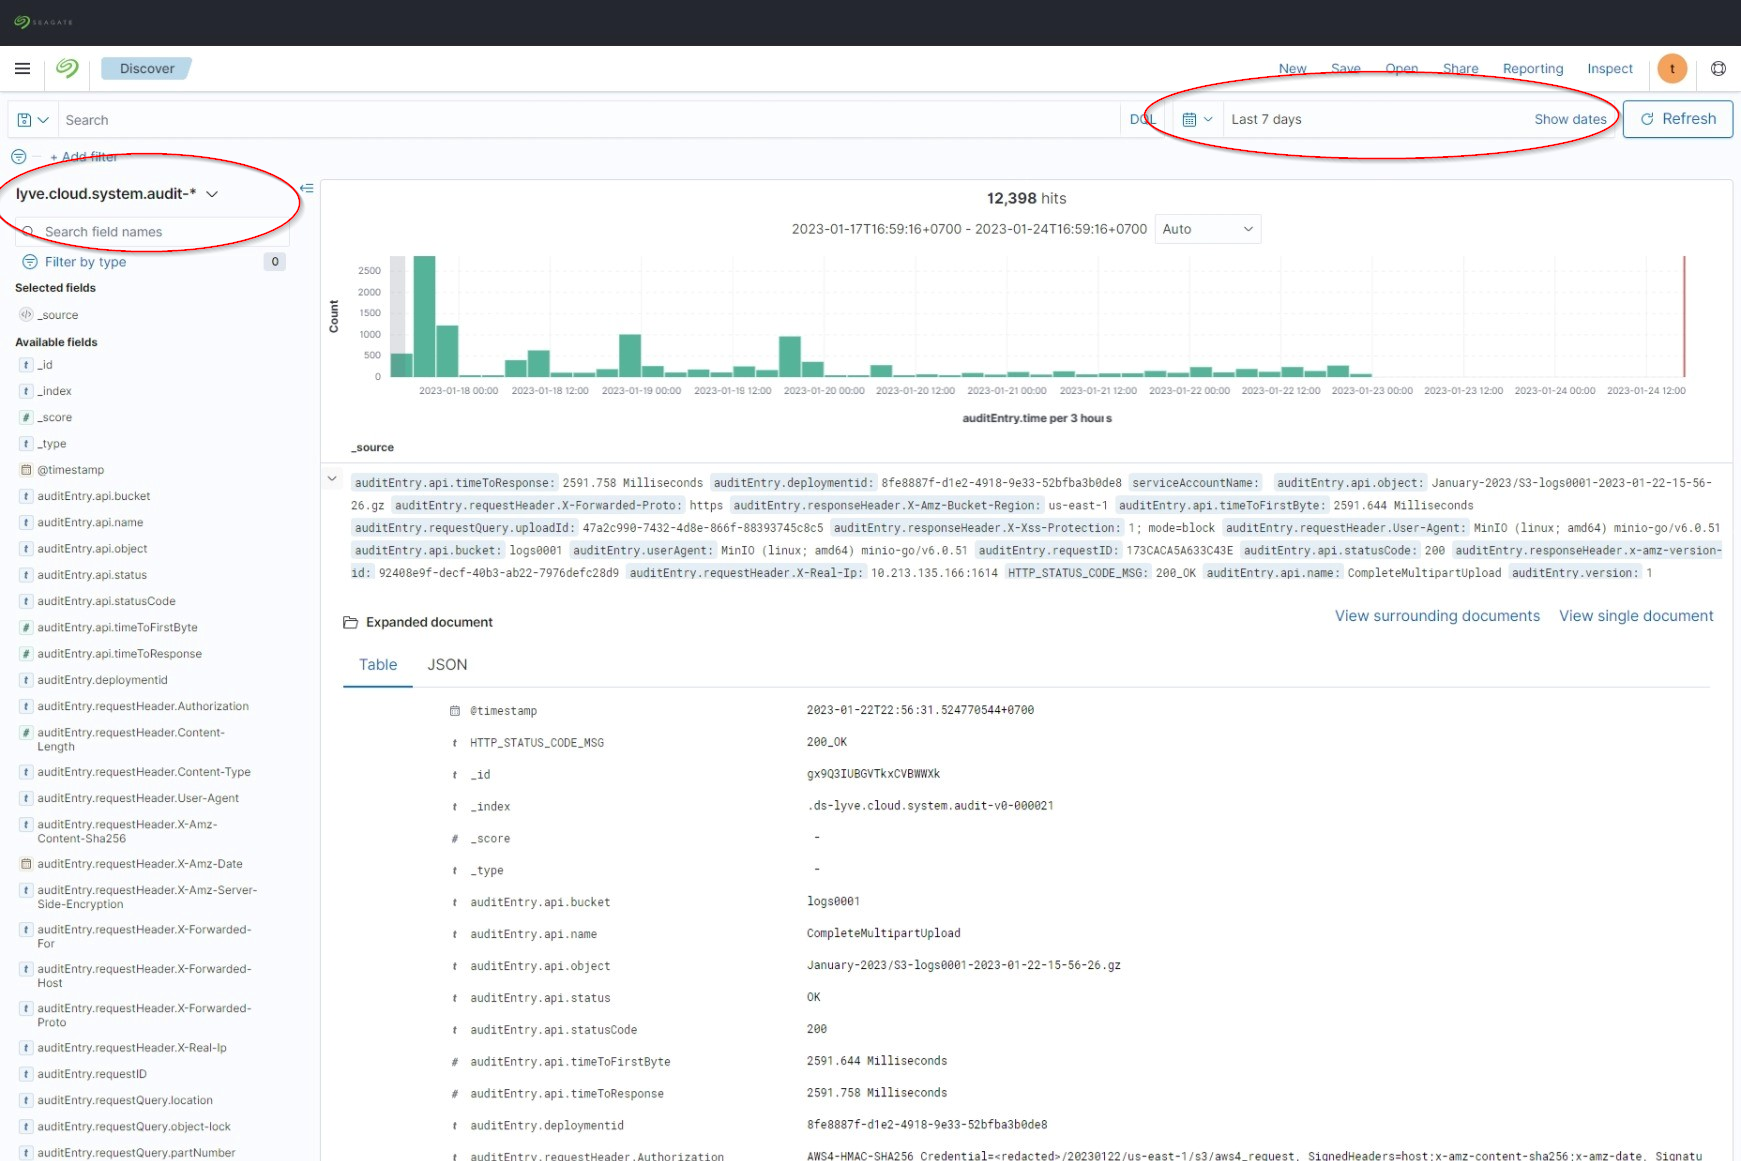 SEAGATE
Discover
New Save Open Share Reporting Inspect t
Search DQL Last 7 days Show dates Refresh
+ Add filter
lyve.cloud.system.audit-*
Search field names
Filter by type 0
Selected fields
_source
Available fields
t _id
t _index
# _score
t _type
@timestamp
t auditEntry.api.bucket
t auditEntry.api.name
t auditEntry.api.object
t auditEntry.api.status
t auditEntry.api.statusCode
# auditEntry.api.timeToFirstByte
# auditEntry.api.timeToResponse
t auditEntry.deploymentid
t auditEntry.requestHeader.Authorization
# auditEntry.requestHeader.Content-
Length
t auditEntry.requestHeader.Content-Type
t auditEntry.requestHeader.User-Agent
t auditEntry.requestHeader.X-Amz-
Content-Sha256
auditEntry.requestHeader.X-Amz-Date
t auditEntry.requestHeader.X-Amz-Server-
Side-Encryption
t auditEntry.requestHeader.X-Forwarded-
For
t auditEntry.requestHeader.X-Forwarded-
Host
t auditEntry.requestHeader.X-Forwarded-
Proto
t auditEntry.requestHeader.X-Real-Ip
t auditEntry.requestID
t auditEntry.requestQuery.location
t auditEntry.requestQuery.object-lock
t auditEntry.requestQuery.partNumber
12,398 hits
2023-01-17T16:59:16+0700 - 2023-01-24T16:59:16+0700 Auto
Count
2500
2000
1500
1000
500
0
2023-01-18 00:00 2023-01-18 12:00 2023-01-19 00:00 2023-01-19 12:00 2023-01-20 00:00 2023-01-20 12:00 2023-01-21 00:00 2023-01-21 12:00 2023-01-22 00:00 2023-01-22 12:00 2023-01-23 00:00 2023-01-23 12:00 2023-01-24 00:00 2023-01-24 12:00
auditEntry.time per 3 hours
_source
auditEntry.api.timeToResponse: 2591.758 Milliseconds auditEntry.deploymentid: 8fe8887f-d1e2-4918-9e33-52bfba3b0de8 serviceAccountName: auditEntry.api.object: January-2023/S3-logs0001-2023-01-22-15-56-
26.gz auditEntry.requestHeader.X-Forwarded-Proto: https auditEntry.responseHeader.X-Amz-Bucket-Region: us-east-1 auditEntry.api.timeToFirstByte: 2591.644 Milliseconds
auditEntry.requestQuery.uploadId: 47a2c990-7432-4d8e-866f-88393745c8c5 auditEntry.responseHeader.X-Xss-Protection: 1; mode=block auditEntry.requestHeader.User-Agent: MinIO (linux; amd64) minio-go/v6.0.51
auditEntry.api.bucket: logs0001 auditEntry.userAgent: MinIO (linux; amd64) minio-go/v6.0.51 auditEntry.requestID: 173CACA5A633C43E auditEntry.api.statusCode: 200 auditEntry.responseHeader.x-amz-version-
id: 92408e9f-decf-40b3-ab22-7976defc28d9 auditEntry.requestHeader.X-Real-Ip: 10.213.135.166:1614 HTTP_STATUS_CODE_MSG: 200_OK auditEntry.api.name: CompleteMultipartUpload auditEntry.version: 1
Expanded document View surrounding documents View single document
Table JSON
@timestamp 2023-01-22T22:56:31.524770544+0700
t HTTP_STATUS_CODE_MSG 200_OK
t _id gx9Q3IUBGVTkxCVBWWXk
t _index .ds-lyve.cloud.system.audit-v0-000021
# _score -
t _type -
t auditEntry.api.bucket logs0001
t auditEntry.api.name CompleteMultipartUpload
t auditEntry.api.object January-2023/S3-logs0001-2023-01-22-15-56-26.gz
t auditEntry.api.status OK
t auditEntry.api.statusCode 200
# auditEntry.api.timeToFirstByte 2591.644 Milliseconds
# auditEntry.api.timeToResponse 2591.758 Milliseconds
t auditEntry.deploymentid 8fe8887f-d1e2-4918-9e33-52bfba3b0de8
t auditEntry.requestHeader.Authorization AWS4-HMAC-SHA256 Credential=<redacted>/20230122/us-east-1/s3/aws4_request, SignedHeaders=host;x-amz-content-sha256;x-amz-date, Signatu